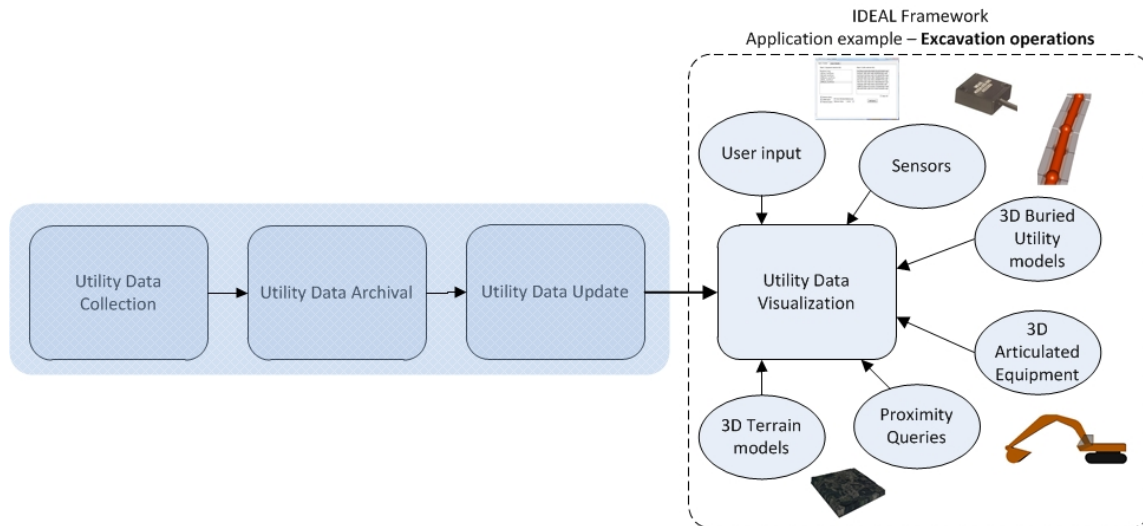 IDEAL Framework
Application example – Excavation operations
User input
Sensors
3D Buried
Utility
models
Utility Data
Collection
Utility Data Archival
Utility Data Update
Utility Data
Visualization
3D
Articulated
Equipment
3D Terrain
models
Proximity
Queries